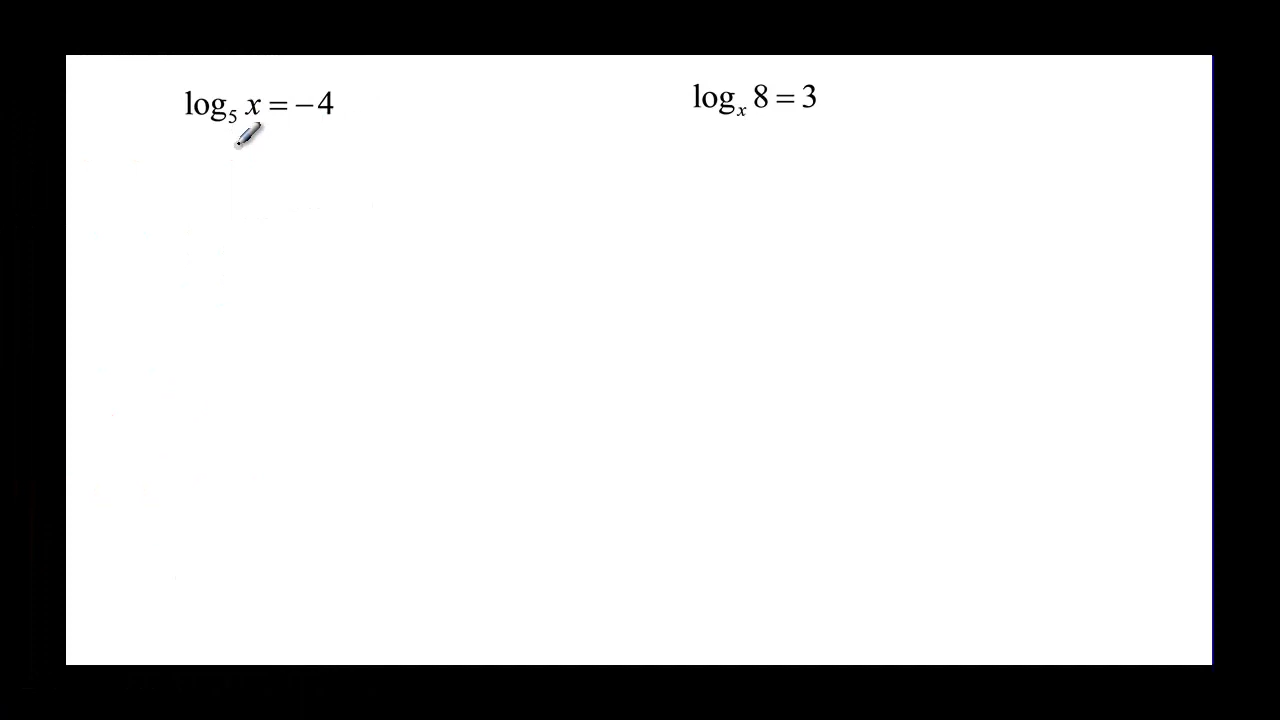 log₅ x = −4
logₓ 8 = 3